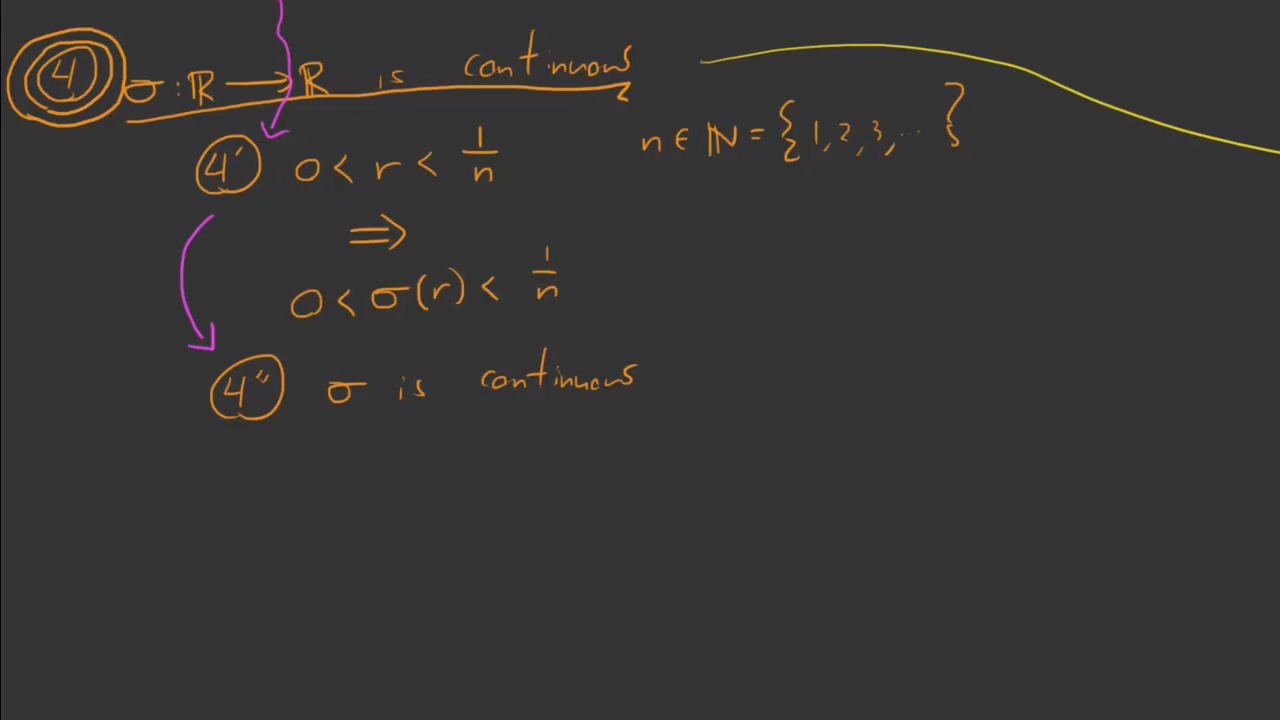 4 σ : ℝ ⟶ ℝ is continuous
n ∈ ℕ = { 1, 2, 3, ... }
4' 0 < r < 1/n
⇒
0 < σ(r) < 1/n
4" σ is continuous